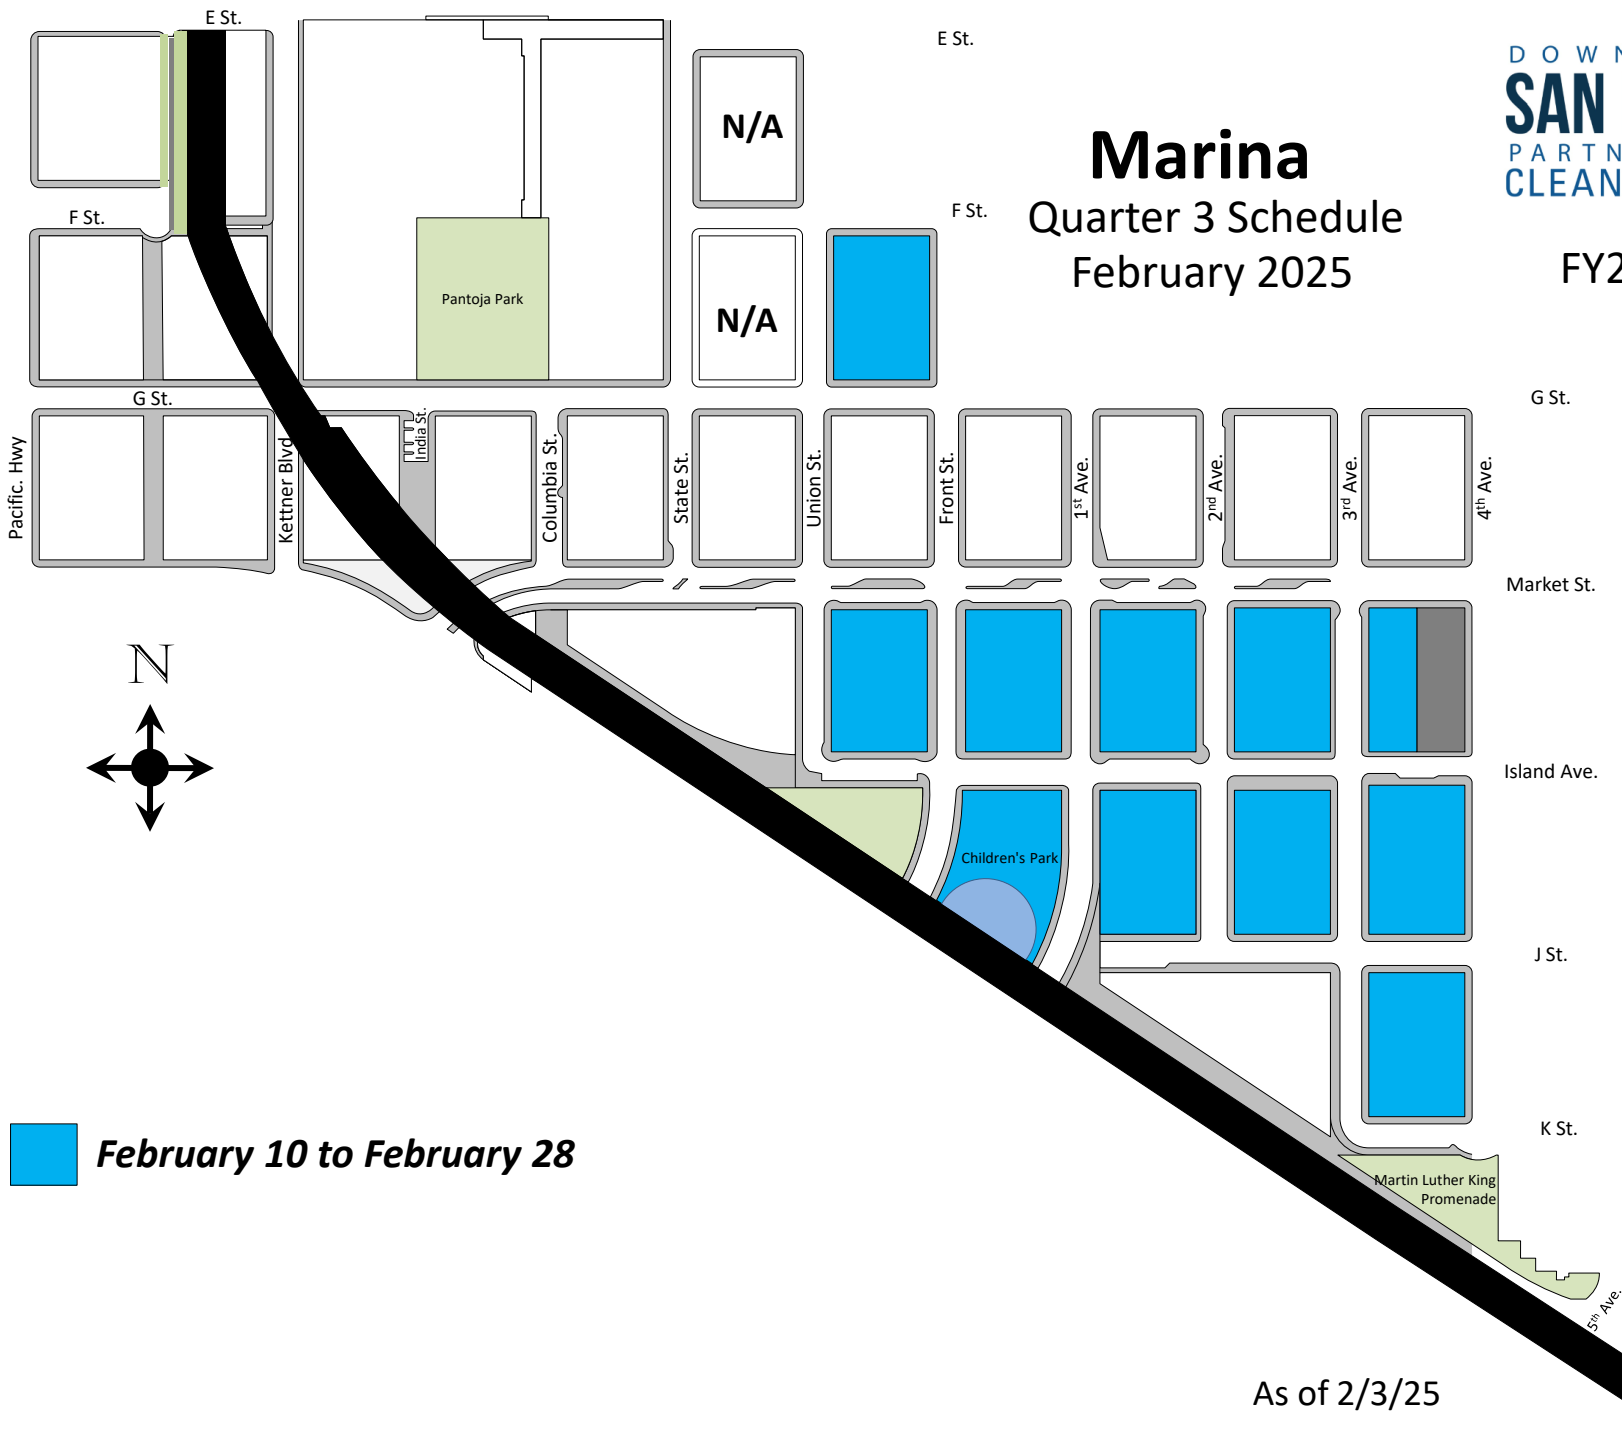 E St.
E St.
DOWN
SAN
PARTN
CLEAN
N/A
Marina
F St.
F St.
Quarter 3 Schedule
February 2025
FY2
Pantoja Park
N/A
G St.
G St.
Pacific. Hwy
Kettner Blvd
India St.
Columbia St.
State St.
Union St.
Front St.
1st Ave.
2nd Ave.
3rd Ave.
4th Ave.
Market St.
N
Island Ave.
Children's Park
J St.
K St.
February 10 to February 28
Martin Luther King
Promenade
5th Ave.
As of 2/3/25